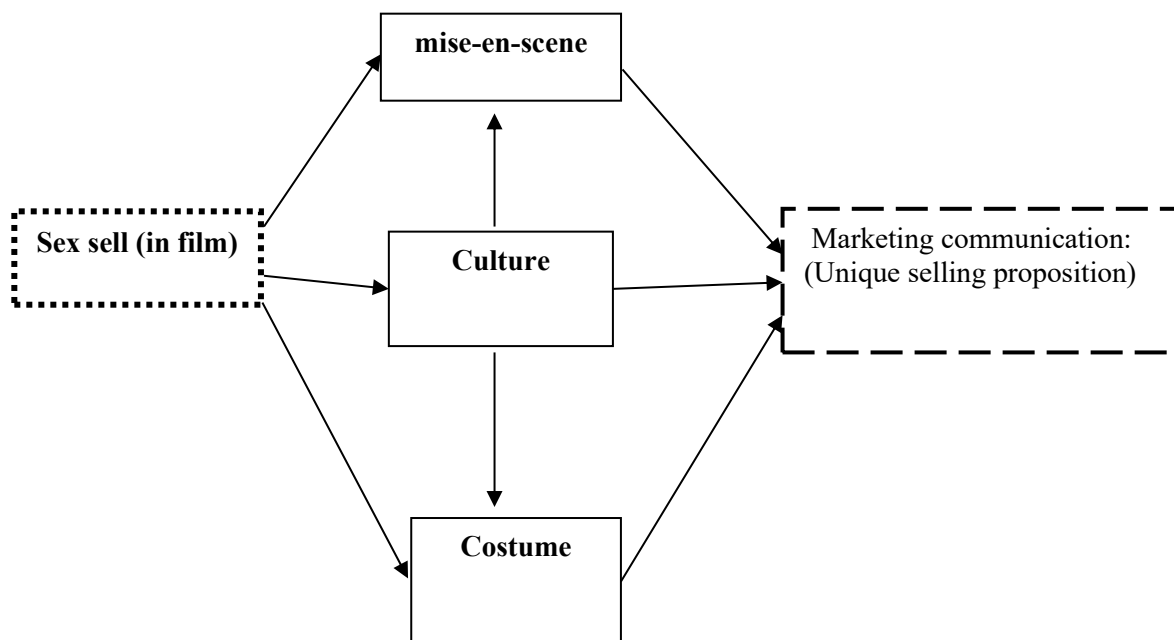 mise-en-scene
Sex sell (in film)
Culture
Marketing communication:
(Unique selling proposition)
Costume